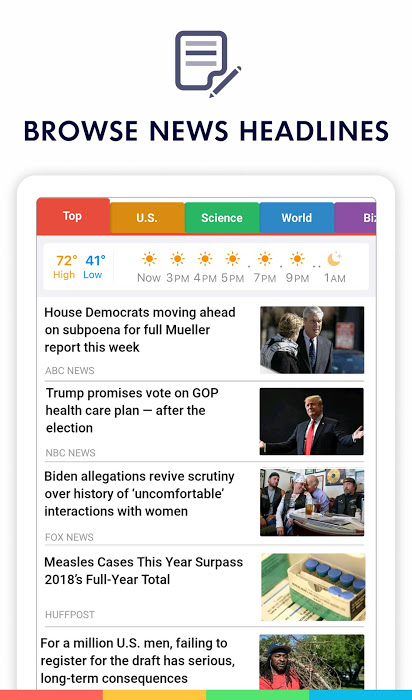 BROWSE NEWS HEADLINES
Top U.S. Science World Biz
72° 41°
High Low Now 3PM 4PM 5PM 7PM 9PM 1AM
House Democrats moving ahead
on subpoena for full Mueller
report this week
ABC NEWS
Trump promises vote on GOP
health care plan — after the
election
NBC NEWS
Biden allegations revive scrutiny
over history of ‘uncomfortable’
interactions with women
FOX NEWS
Measles Cases This Year Surpass
2018’s Full-Year Total
HUFFPOST
For a million U.S. men, failing to
register for the draft has serious,
long-term consequences